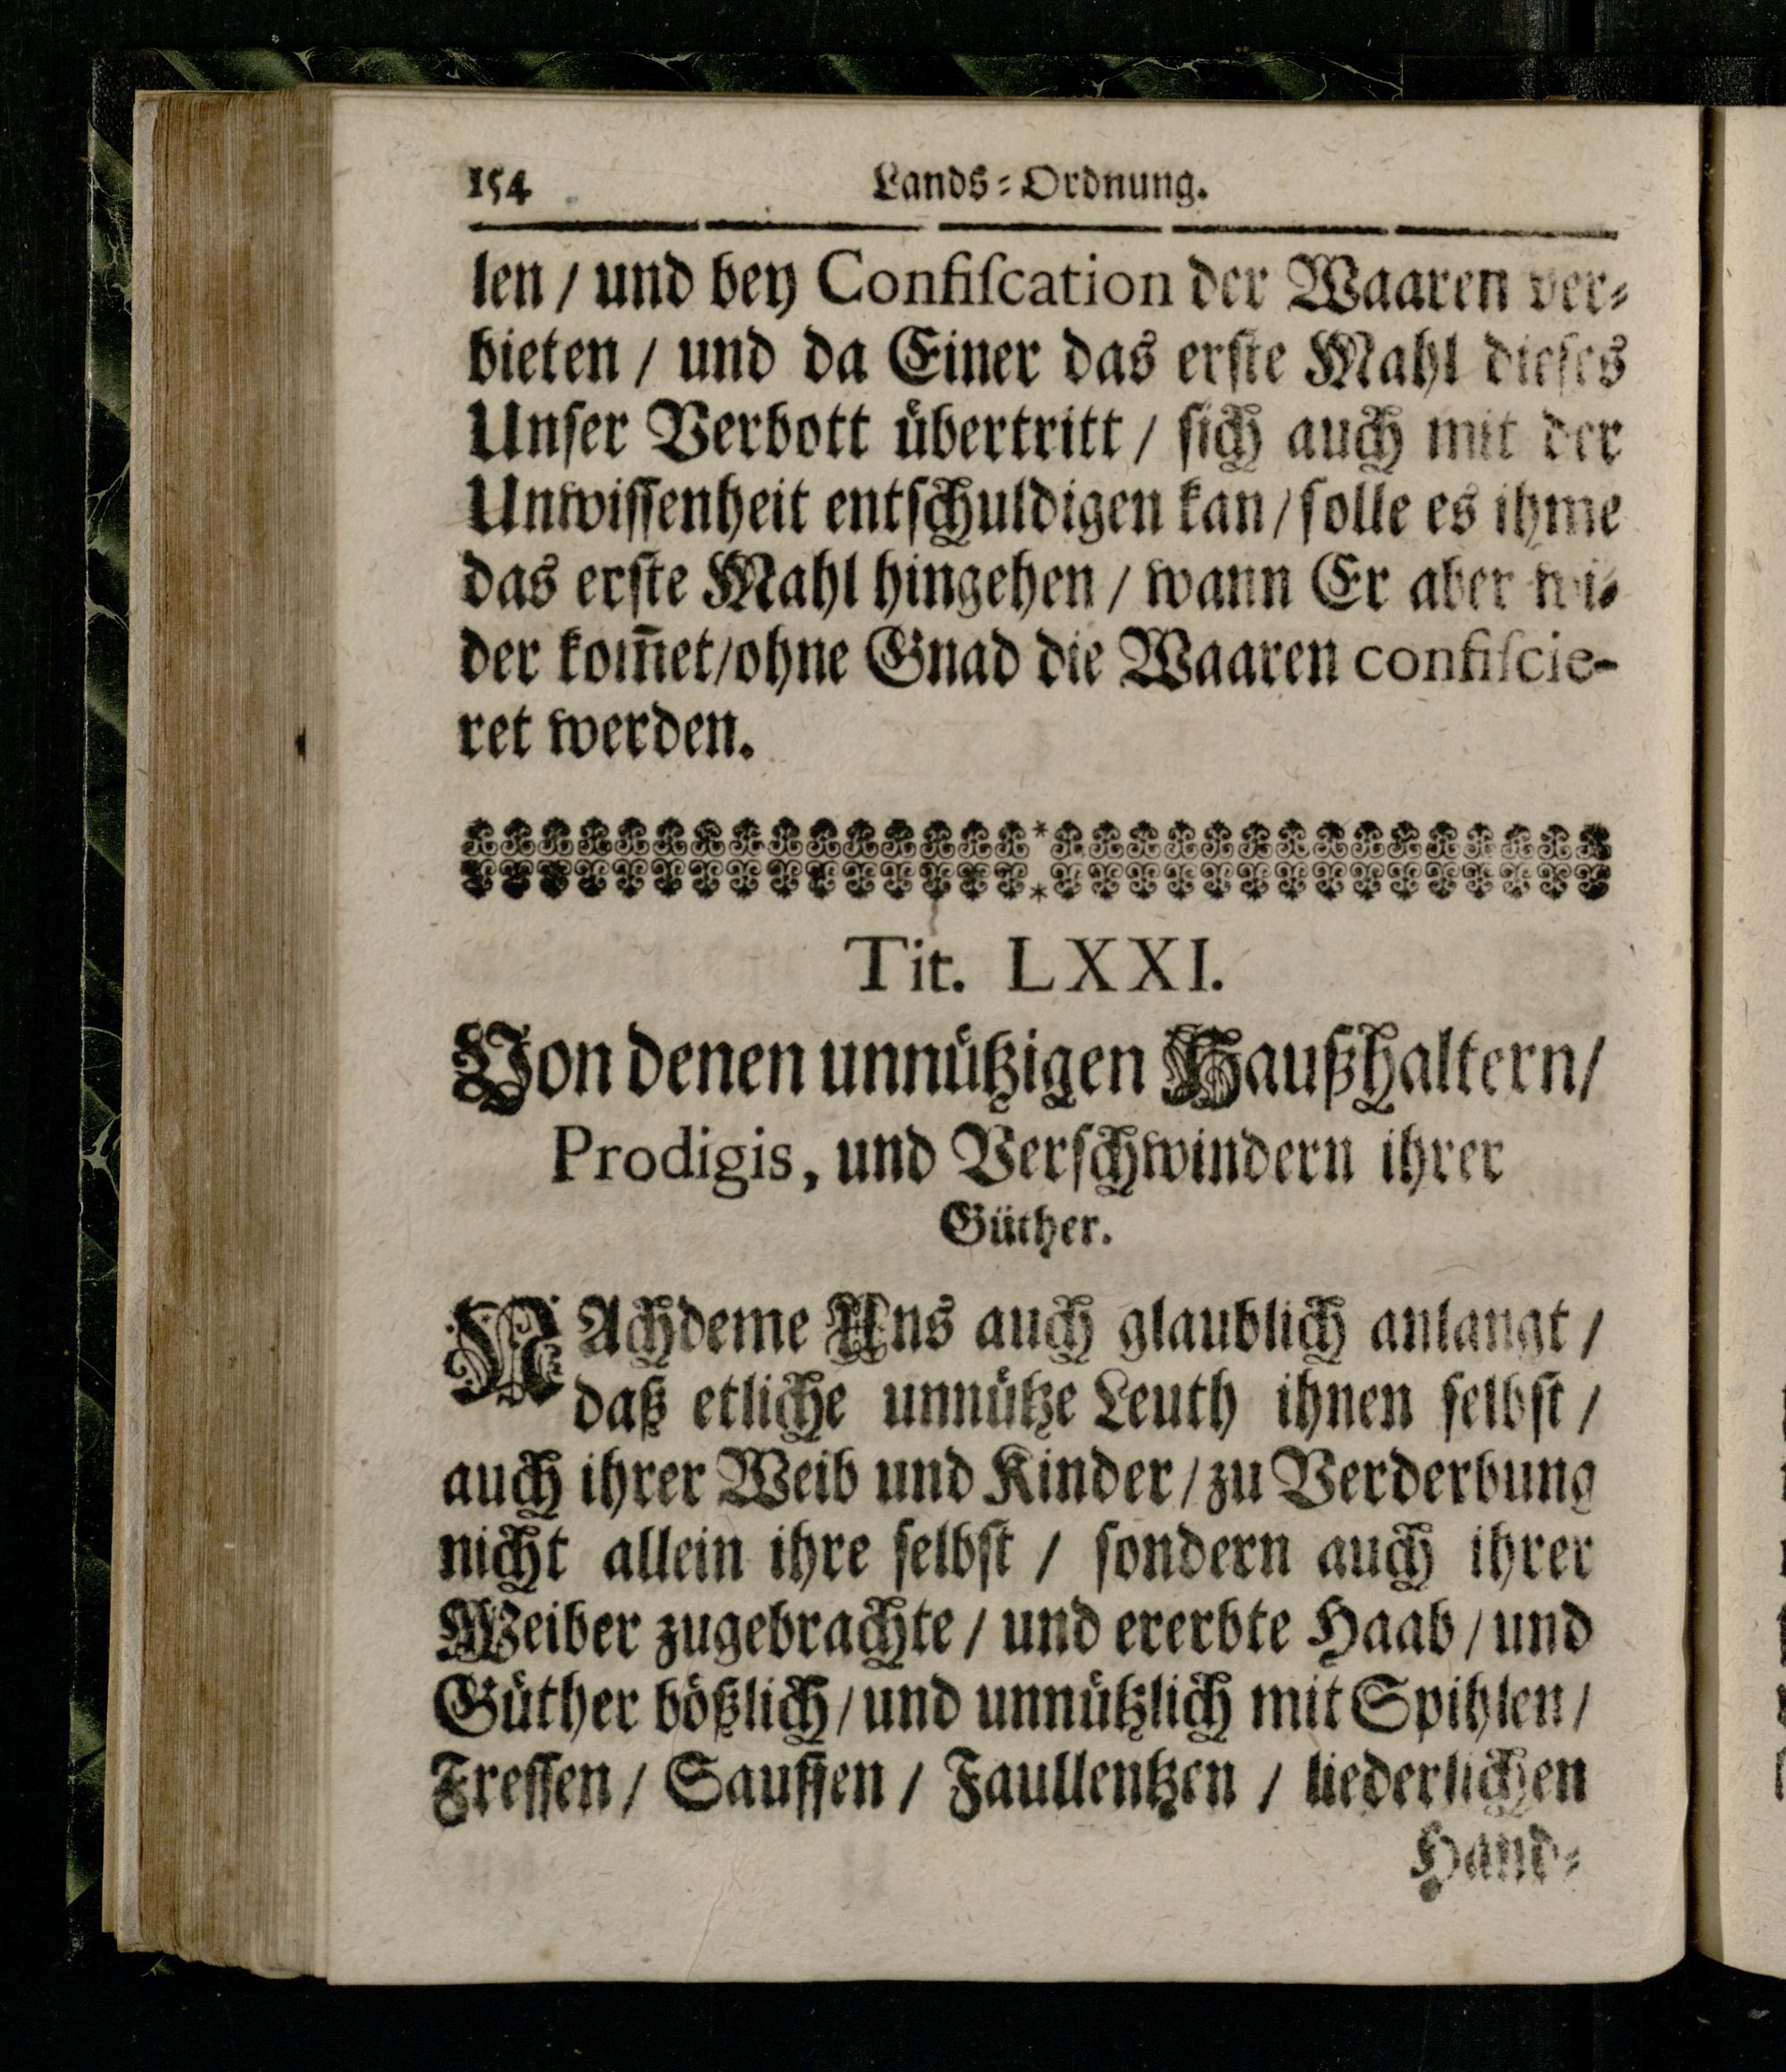 154 Lands-Ordnung.
len / und bey Confiſcation der Waaren ver-
bieten / und da Einer das erſte Mahl dieſes
Unſer Verbott übertritt / ſich auch mit der
Unwiſſenheit entſchuldigen kan / ſolle es ihme
das erſte Mahl hingehen / wann Er aber wi-
der kom̅et / ohne Gnad die Waaren confiſcie-
ret werden.
Tit. LXXI.
Von denen unnützigen Haußhaltern /
Prodigis, und Verſchwindern ihrer
Güther.
NAchdeme Uns auch glaublich anlangt /
daß etliche unnütze Leuth ihnen ſelbſt /
auch ihrer Weib und Kinder / zu Verderbung
nicht allein ihre ſelbſt / ſondern auch ihrer
Weiber zugebrachte / und ererbte Haab / und
Güther bößlich / und unnützlich mit Spihlen /
Freſſen / Sauffen / Faullentzen / liederlichen
Hand-